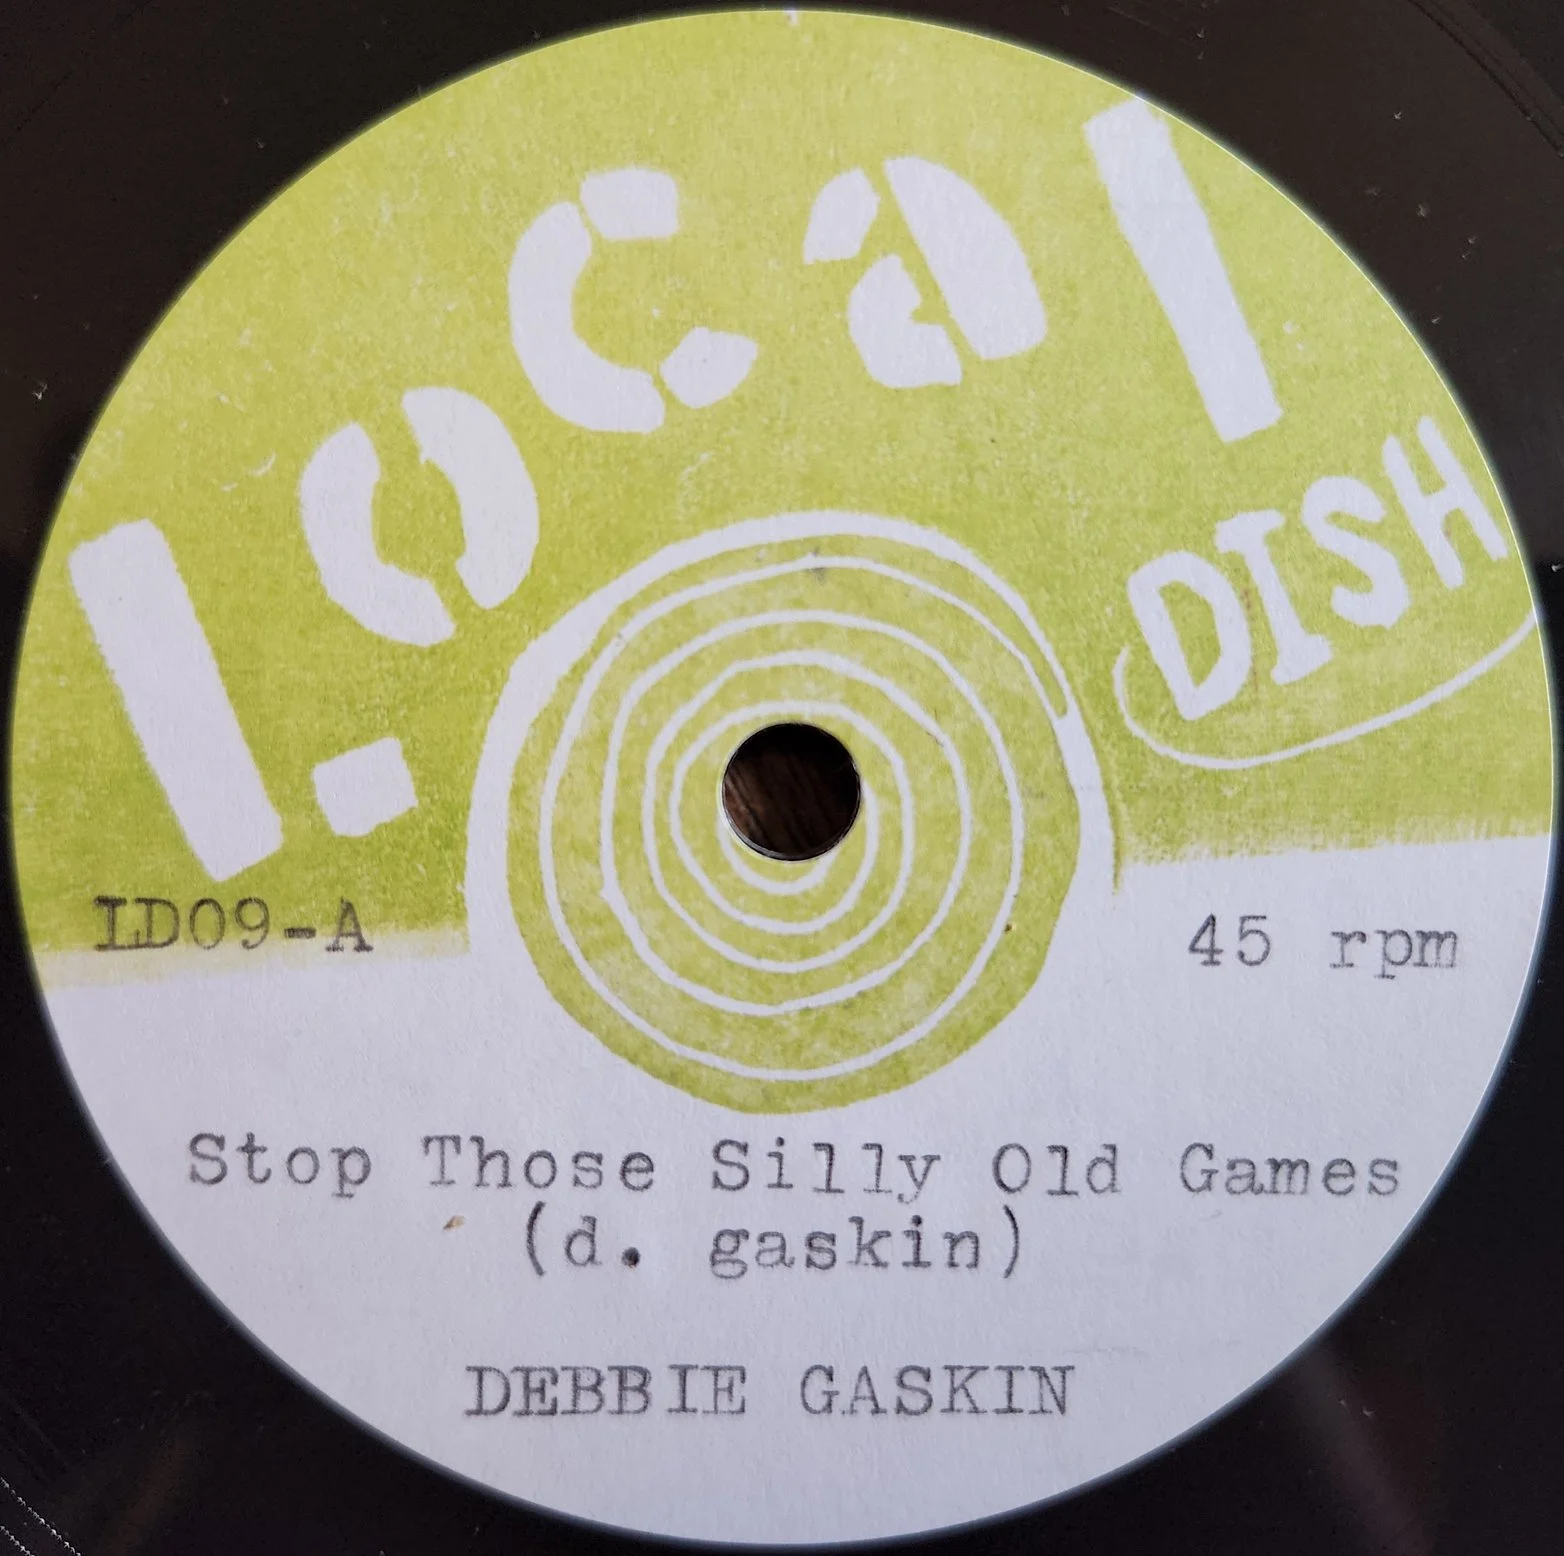 local
DISH
LD09-A
45 rpm
Stop Those Silly Old Games
(d. gaskin)
DEBBIE GASKIN